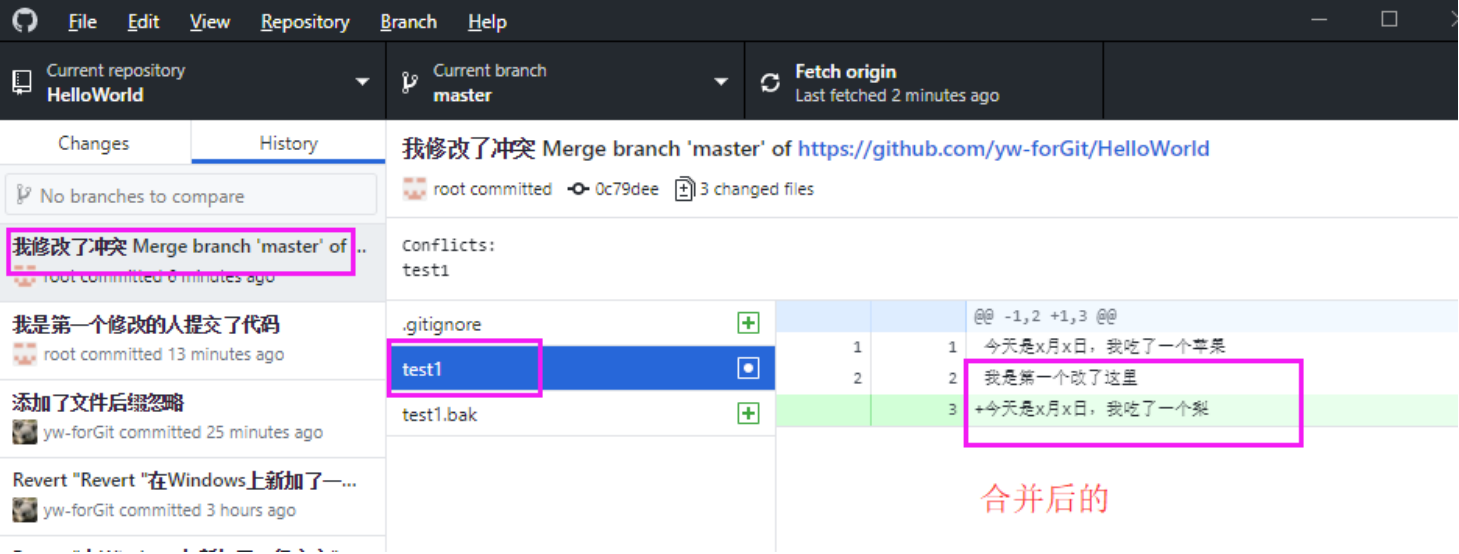 File Edit View Repository Branch Help
Current repository
HelloWorld
Current branch
master
Fetch origin
Last fetched 2 minutes ago
Changes
History
No branches to compare
我修改了冲突 Merge branch 'master' of ...
root committed 6 minutes ago
我是第一个修改的人提交了代码
root committed 13 minutes ago
添加了文件后缀忽略
yw-forGit committed 25 minutes ago
Revert "Revert "在Windows上新加了一...
yw-forGit committed 3 hours ago
我修改了冲突 Merge branch 'master' of https://github.com/yw-forGit/HelloWorld
root committed 0c79dee 3 changed files
Conflicts:
test1
.gitignore
test1
test1.bak
@@ -1,2 +1,3 @@
1 1 今天是x月x日，我吃了一个苹果
2 2 我是第一个改了这里
3 +今天是x月x日，我吃了一个梨
合并后的